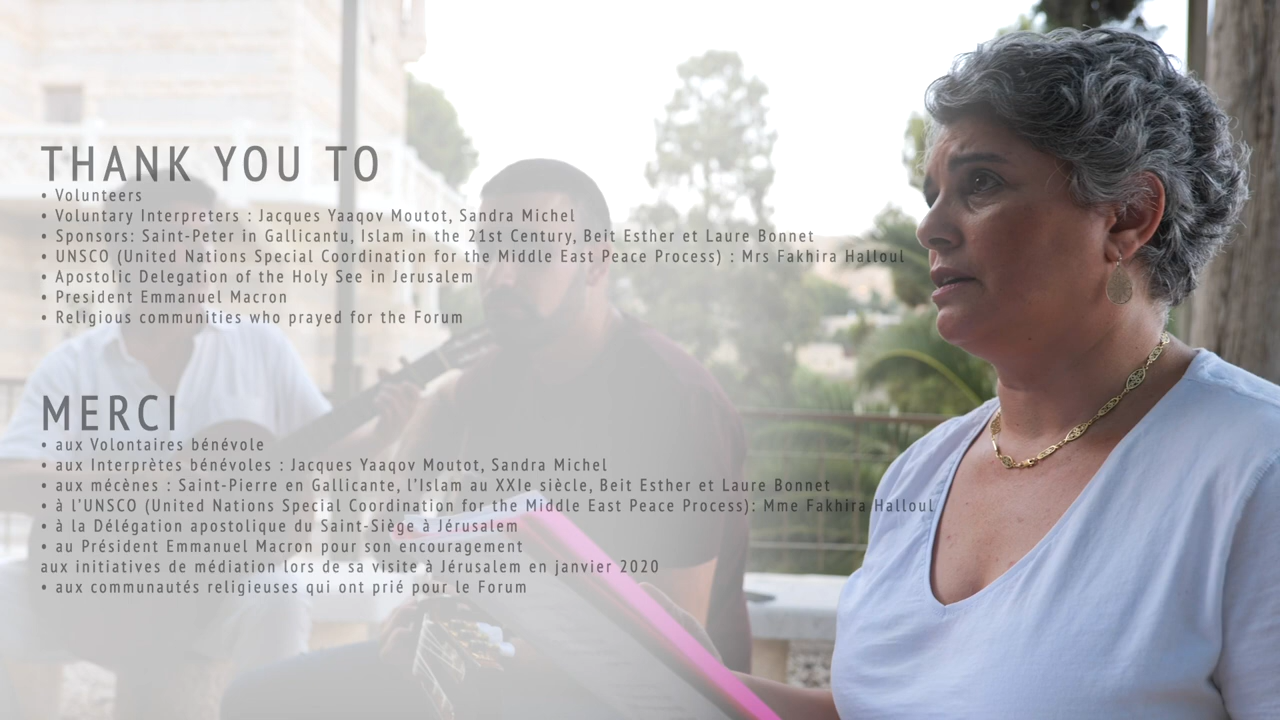 THANK YOU TO
• Volunteers
• Voluntary Interpreters : Jacques Yaaqov Moutot, Sandra Michel
• Sponsors: Saint-Peter in Gallicantu, Islam in the 21st Century, Beit Esther et Laure Bonnet
• UNSCO (United Nations Special Coordination for the Middle East Peace Process) : Mrs Fakhira Halloul
• Apostolic Delegation of the Holy See in Jerusalem
• President Emmanuel Macron
• Religious communities who prayed for the Forum
MERCI
• aux Volontaires bénévole
• aux Interprètes bénévoles : Jacques Yaaqov Moutot, Sandra Michel
• aux mécènes : Saint-Pierre en Gallicante, l'Islam au XXIe siècle, Beit Esther et Laure Bonnet
• à l'UNSCO (United Nations Special Coordination for the Middle East Peace Process): Mme Fakhira Halloul
• à la Délégation apostolique du Saint-Siège à Jérusalem
• au Président Emmanuel Macron pour son encouragement
aux initiatives de médiation lors de sa visite à Jérusalem en janvier 2020
• aux communautés religieuses qui ont prié pour le Forum